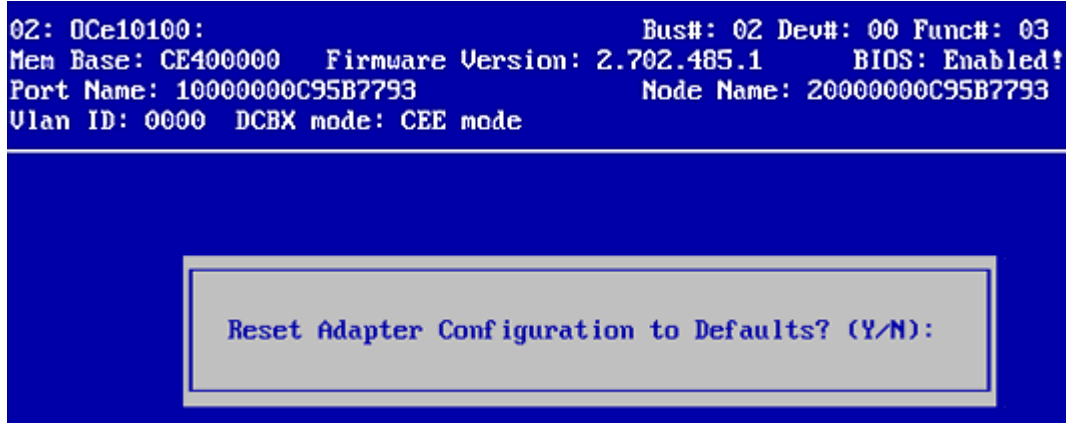 02: OCe10100: Bus#: 02 Dev#: 00 Func#: 03
Mem Base: CE400000 Firmware Version: 2.702.485.1 BIOS: Enabled!
Port Name: 10000000C95B7793 Node Name: 20000000C95B7793
Vlan ID: 0000 DCBX mode: CEE mode
Reset Adapter Configuration to Defaults? (Y/N):